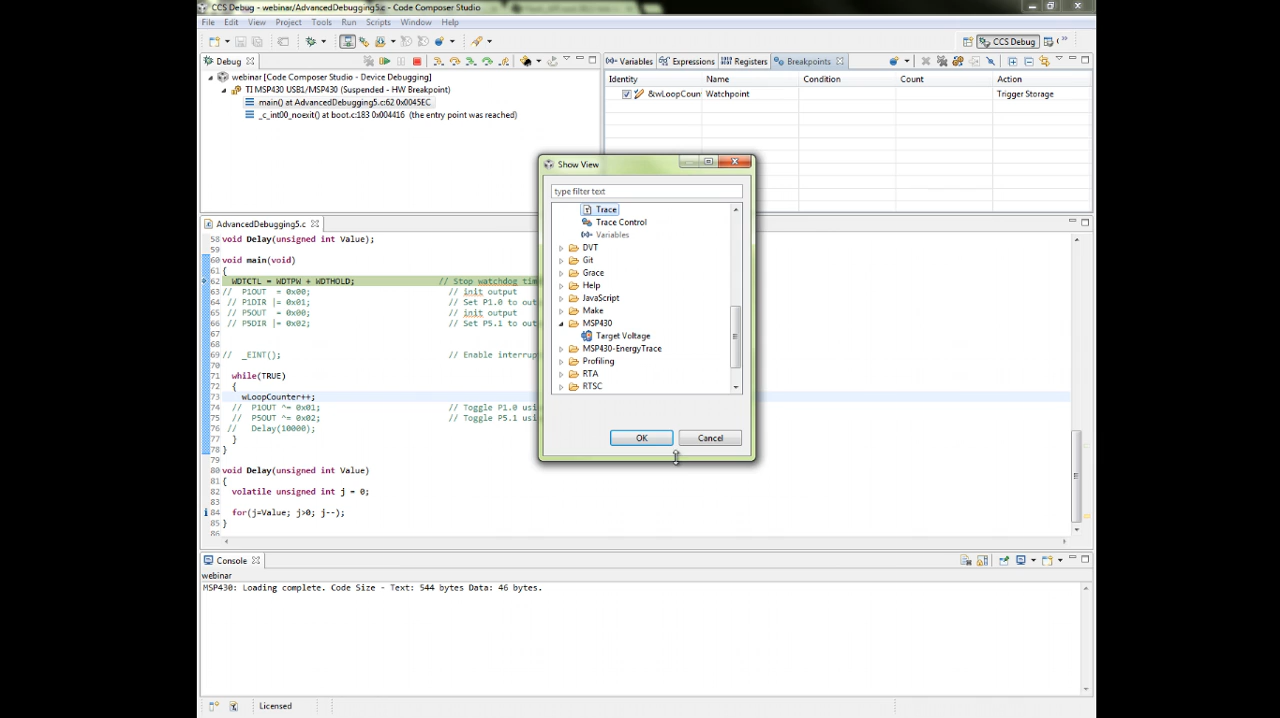 CCS Debug - webinar/AdvancedDebugging5.c - Code Composer Studio
File Edit View Project Tools Run Scripts Window Help
CCS Debug
Debug
webinar [Code Composer Studio - Device Debugging]
TI MSP430 USB1/MSP430 (Suspended - HW Breakpoint)
main() at AdvancedDebugging5.c:62 0x0045EC
_c_int00_noexit() at boot.c:183 0x004416 (the entry point was reached)
Variables Expressions Registers Breakpoints
Identity Name Condition Count Action
&wLoopCoun Watchpoint Trigger Storage
Show View
type filter text
Trace
Trace Control
Variables
DVT
Git
Grace
Help
JavaScript
Make
MSP430
Target Voltage
MSP430-EnergyTrace
Profiling
RTA
RTSC
OK Cancel
AdvancedDebugging5.c
58 void Delay(unsigned int Value);
59
60 void main(void)
61 {
62 WDTCTL = WDTPW + WDTHOLD; // Stop watchdog tim
63 // P1OUT = 0x00; // init output
64 // P1DIR |= 0x01; // Set P1.0 to out
65 // P5OUT = 0x00; // init output
66 // P5DIR |= 0x02; // Set P5.1 to out
67
68
69 // _EINT(); // Enable interrup
70
71 while(TRUE)
72 {
73 wLoopCounter++;
74 // P1OUT ^= 0x01; // Toggle P1.0 usi
75 // P5OUT ^= 0x02; // Toggle P5.1 usi
76 // Delay(10000);
77 }
78 }
79
80 void Delay(unsigned int Value)
81 {
82 volatile unsigned int j = 0;
83
84 for(j=Value; j>0; j--);
85 }
86
Console
webinar
MSP430: Loading complete. Code Size - Text: 544 bytes Data: 46 bytes.
Licensed